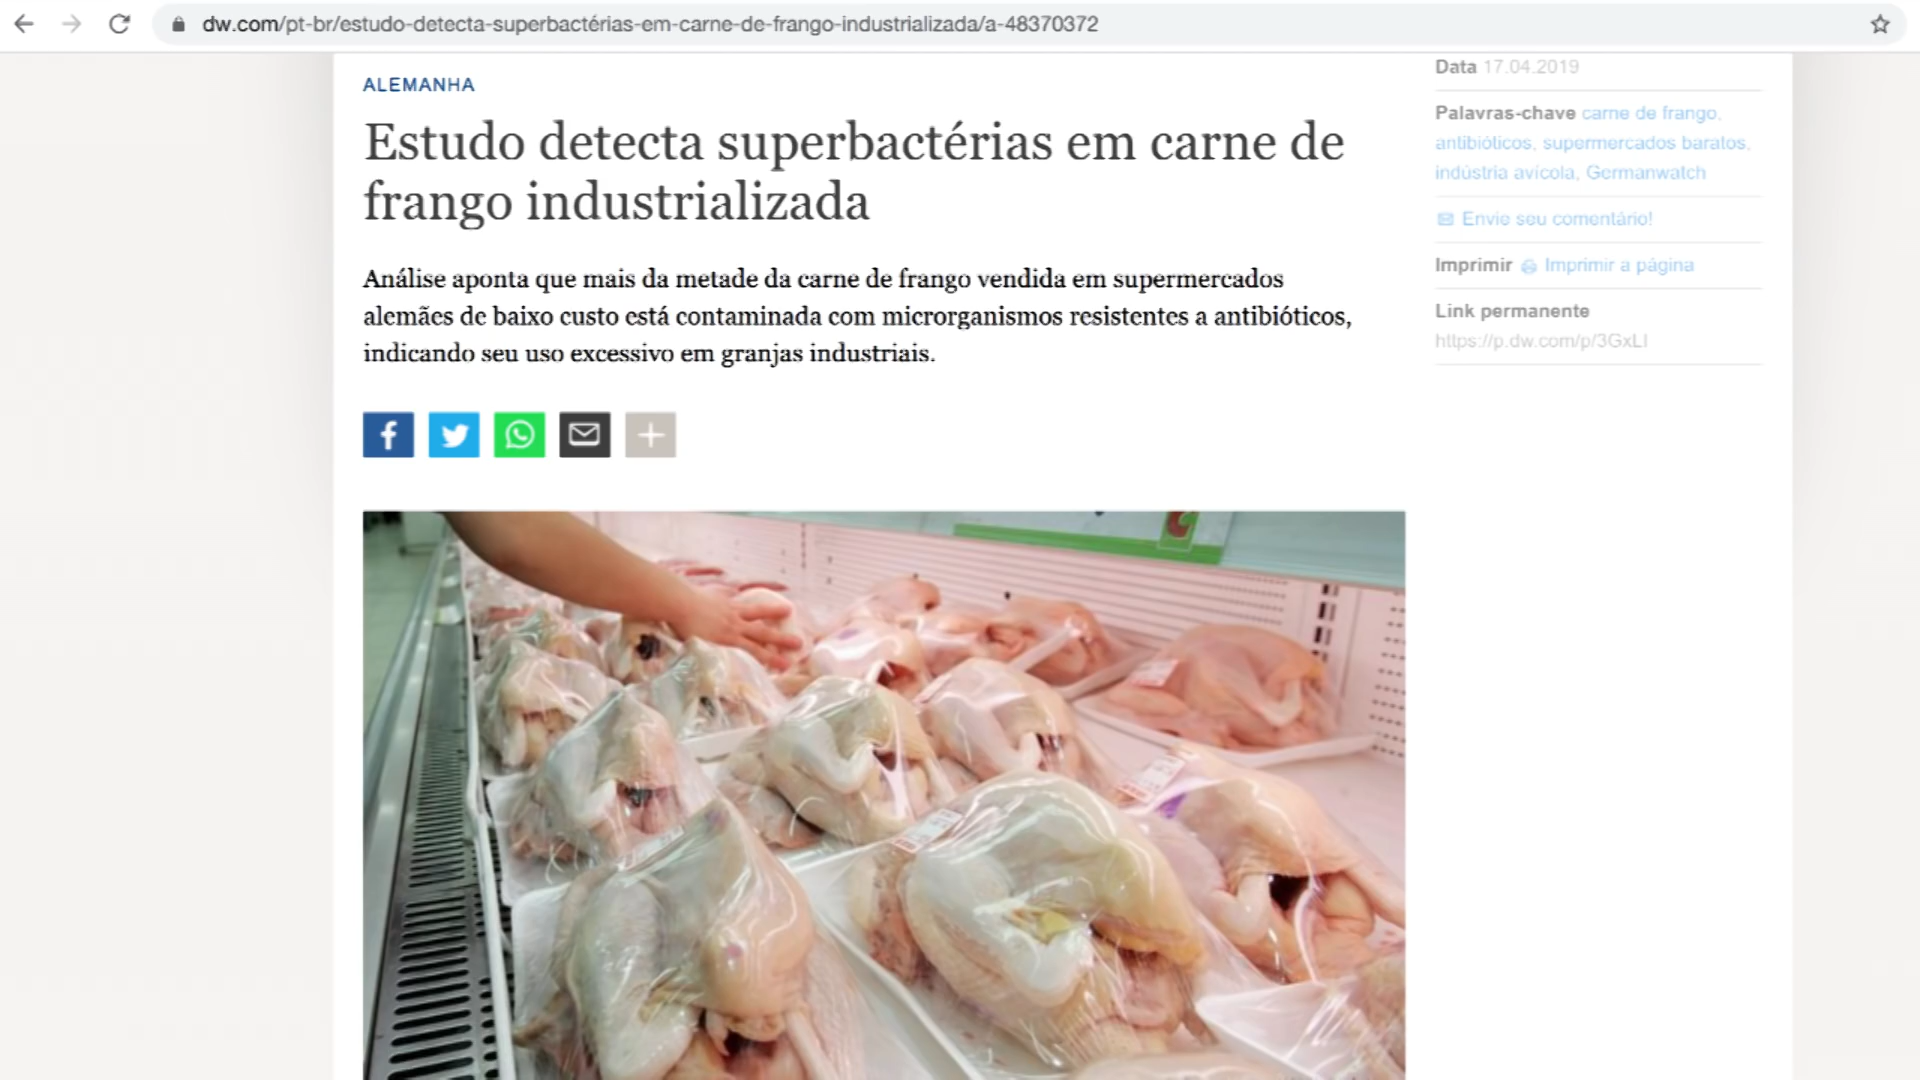 dw.com/pt-br/estudo-detecta-superbactérias-em-carne-de-frango-industrializada/a-48370372
ALEMANHA
Estudo detecta superbactérias em carne de
frango industrializada
Análise aponta que mais da metade da carne de frango vendida em supermercados
alemães de baixo custo está contaminada com microrganismos resistentes a antibióticos,
indicando seu uso excessivo em granjas industriais.
Data 17.04.2019
Palavras-chave carne de frango,
antibióticos, supermercados baratos,
indústria avícola, Germanwatch
Envie seu comentário!
Imprimir Imprimir a página
Link permanente
https://p.dw.com/p/3GxLI